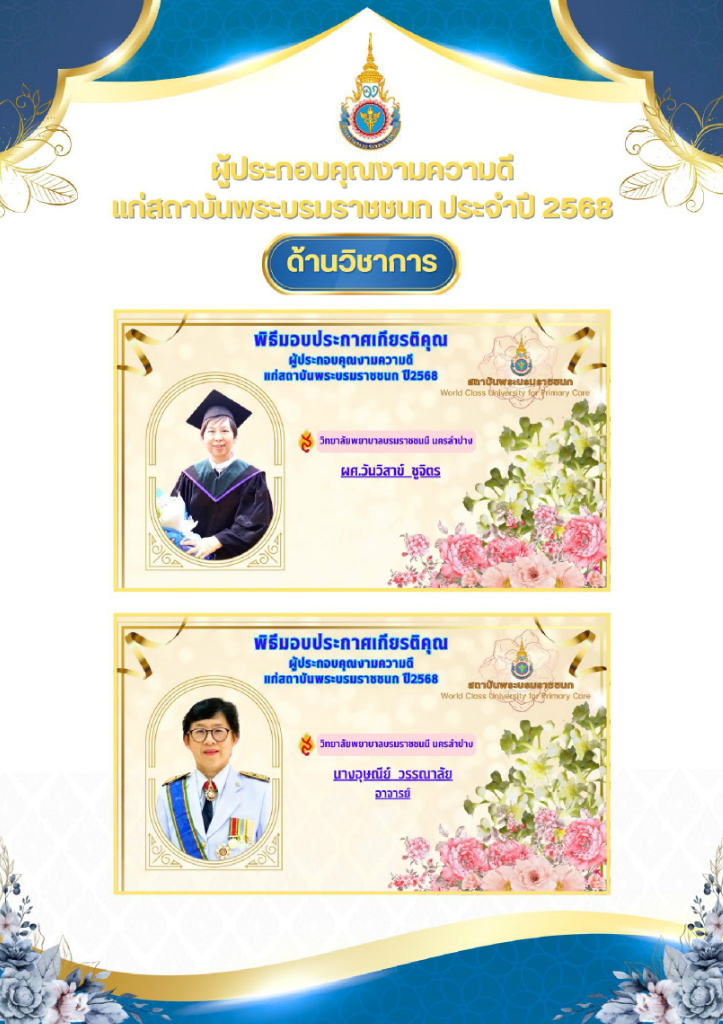 ผู้ประกอบคุณงามความดี
แก่สถาบันพระบรมราชชนก ประจำปี 2568
ด้านวิชาการ
พิธีมอบประกาศเกียรติคุณ
ผู้ประกอบคุณงามความดี
แก่สถาบันพระบรมราชชนก ปี2568
สถาบันพระบรมราชชนก
World Class University for Primary Care
วิทยาลัยพยาบาลบรมราชชนนี นครลำปาง
ผศ.วันวิสาข์ ชูจิตร
พิธีมอบประกาศเกียรติคุณ
ผู้ประกอบคุณงามความดี
แก่สถาบันพระบรมราชชนก ปี2568
สถาบันพระบรมราชชนก
World Class University for Primary Care
วิทยาลัยพยาบาลบรมราชชนนี นครลำปาง
นางอุษณีย์ วรรณาลัย
อาจารย์